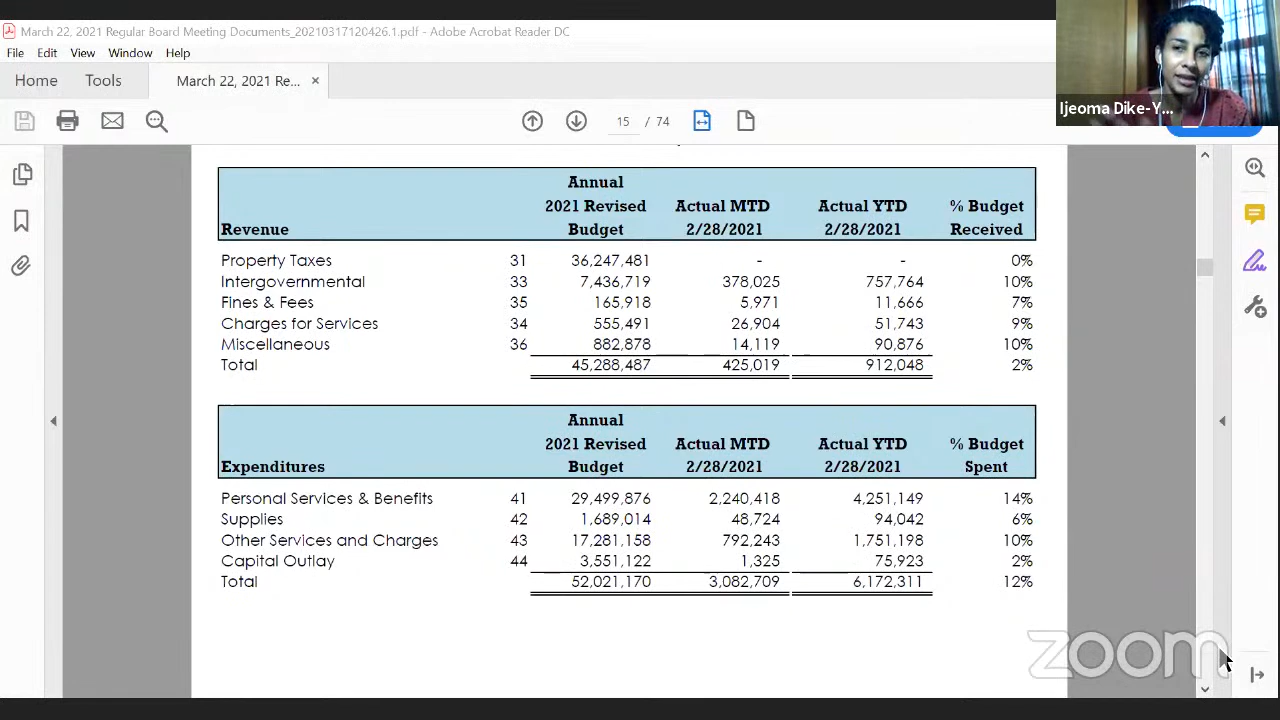 March 22, 2021 Regular Board Meeting Documents_20210317120426.1.pdf - Adobe Acrobat Reader DC
File Edit View Window Help
Home Tools March 22, 2021 Re... ×
15 / 74
Ijeoma Dike-Y...
Annual
2021 Revised Actual MTD Actual YTD % Budget
Revenue Budget 2/28/2021 2/28/2021 Received
Property Taxes 31 36,247,481 - - 0%
Intergovernmental 33 7,436,719 378,025 757,764 10%
Fines & Fees 35 165,918 5,971 11,666 7%
Charges for Services 34 555,491 26,904 51,743 9%
Miscellaneous 36 882,878 14,119 90,876 10%
Total 45,288,487 425,019 912,048 2%
Annual
2021 Revised Actual MTD Actual YTD % Budget
Expenditures Budget 2/28/2021 2/28/2021 Spent
Personal Services & Benefits 41 29,499,876 2,240,418 4,251,149 14%
Supplies 42 1,689,014 48,724 94,042 6%
Other Services and Charges 43 17,281,158 792,243 1,751,198 10%
Capital Outlay 44 3,551,122 1,325 75,923 2%
Total 52,021,170 3,082,709 6,172,311 12%
zoom